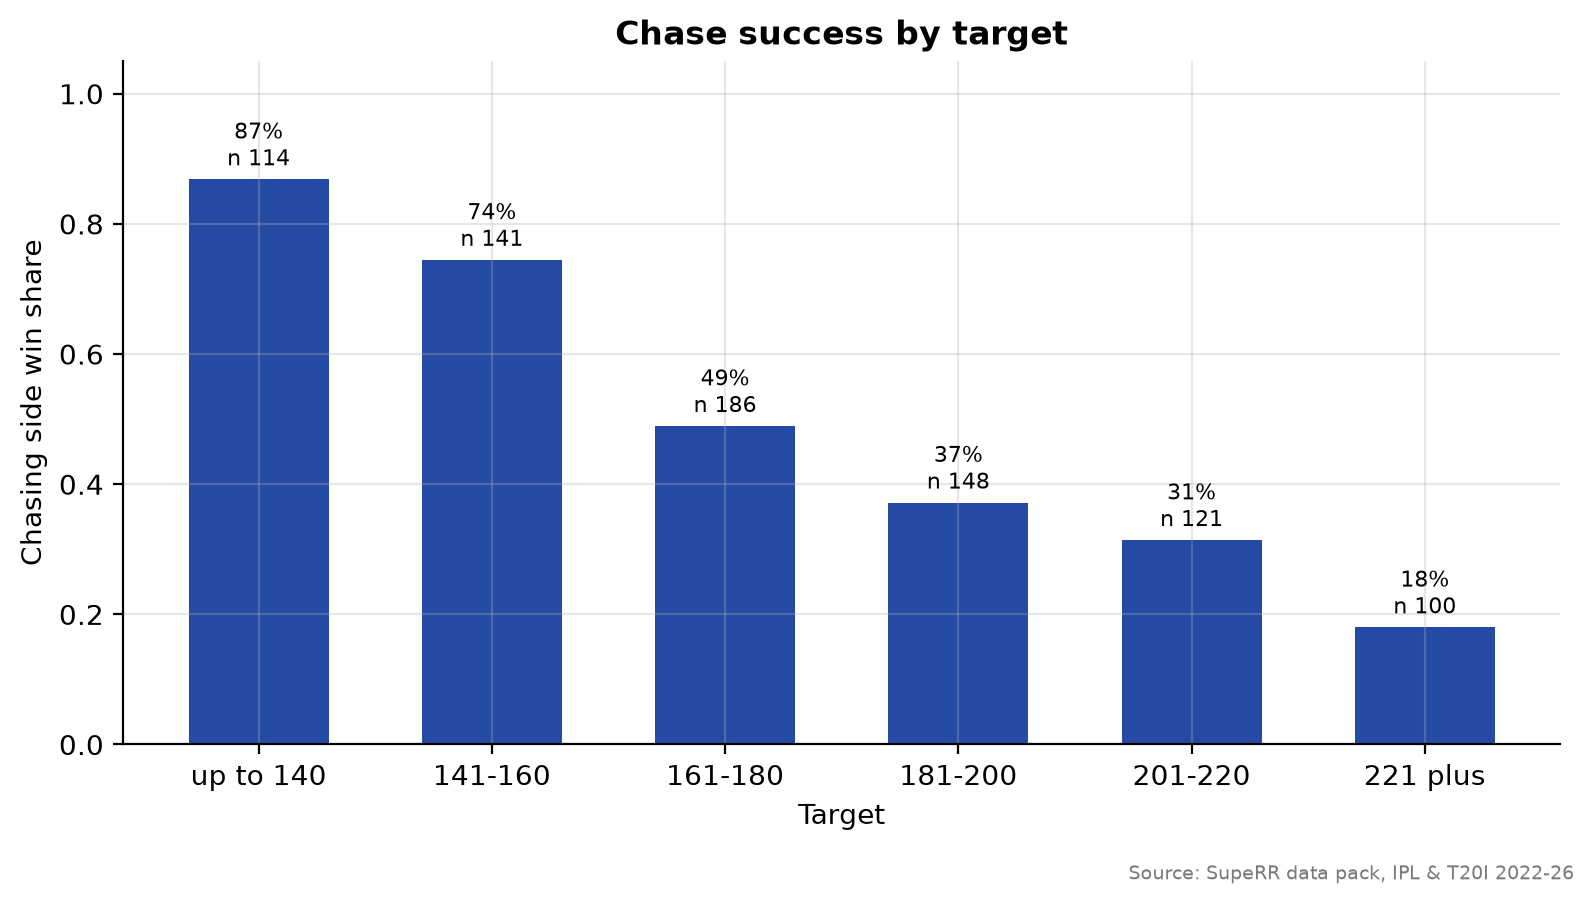 Chase success by target
Chasing side win share
1.0
0.8
0.6
0.4
0.2
0.0
87%
n 114
74%
n 141
49%
n 186
37%
n 148
31%
n 121
18%
n 100
up to 140
141-160
161-180
181-200
201-220
221 plus
Target
Source: SupeRR data pack, IPL & T20I 2022-26